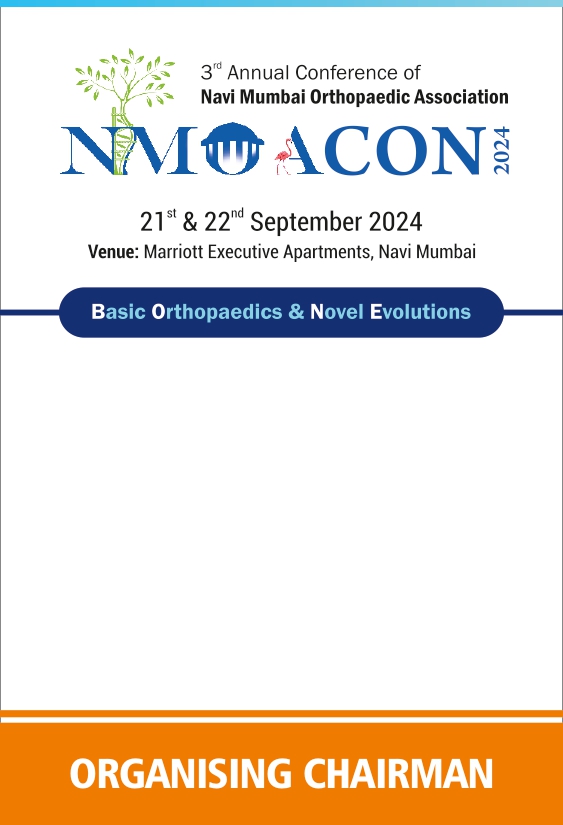 3rd Annual Conference of
Navi Mumbai Orthopaedic Association
NMOACON 2024
21st & 22nd September 2024
Venue: Marriott Executive Apartments, Navi Mumbai
Basic Orthopaedics & Novel Evolutions
ORGANISING CHAIRMAN